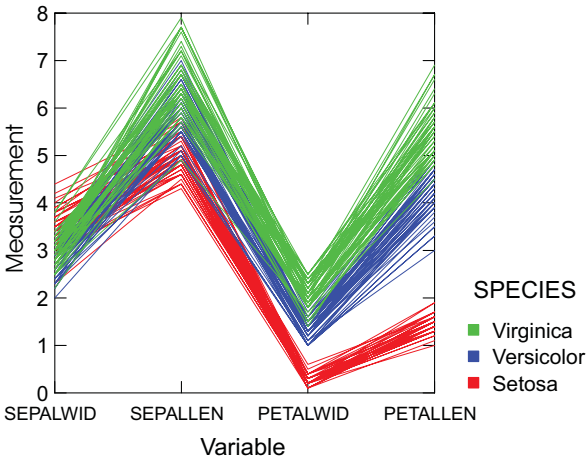 8
7
6
5
4
3
2
1
0
Measurement
SEPALWID SEPALLEN PETALWID PETALLEN
Variable
SPECIES
Virginica
Versicolor
Setosa